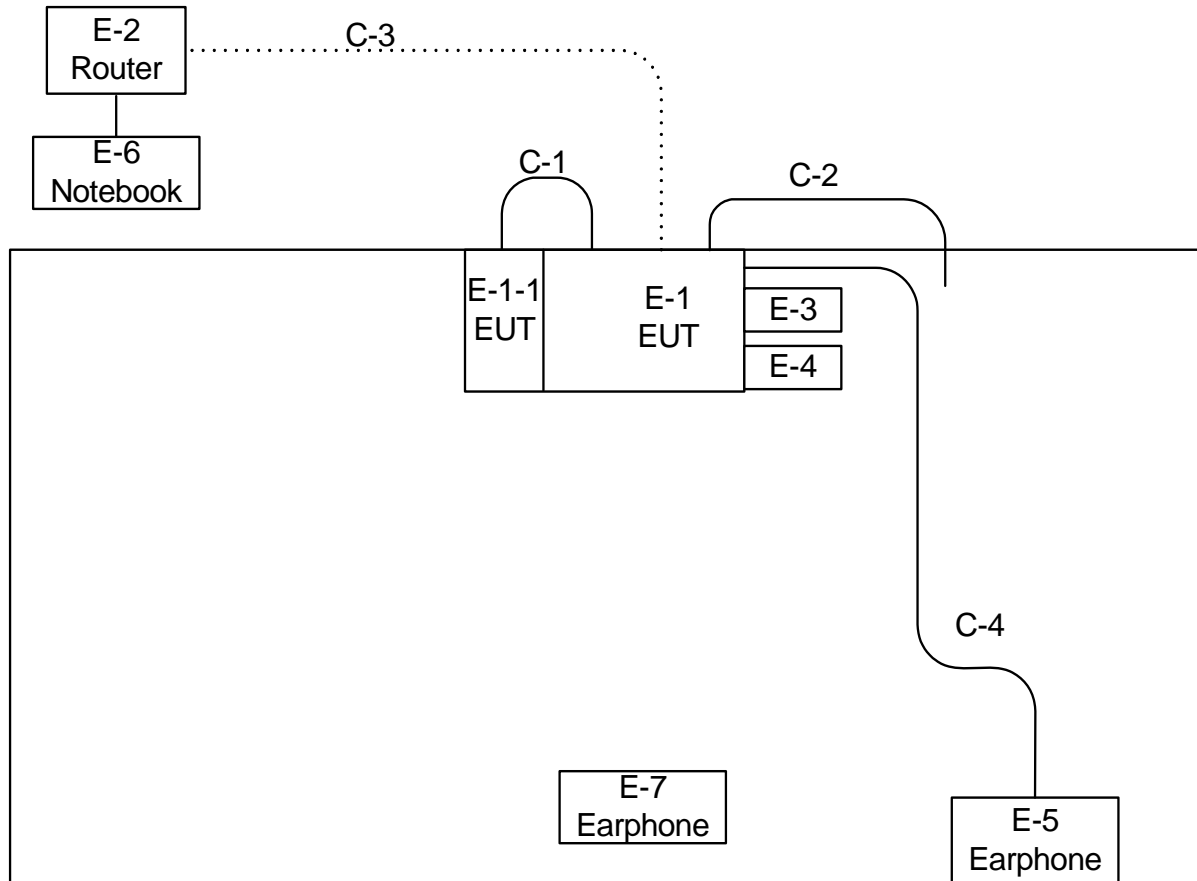 E-2
Router
C-3
E-6
Notebook
C-1
C-2
E-1-1
EUT
E-1
EUT
E-3
E-4
C-4
E-7
Earphone
E-5
Earphone